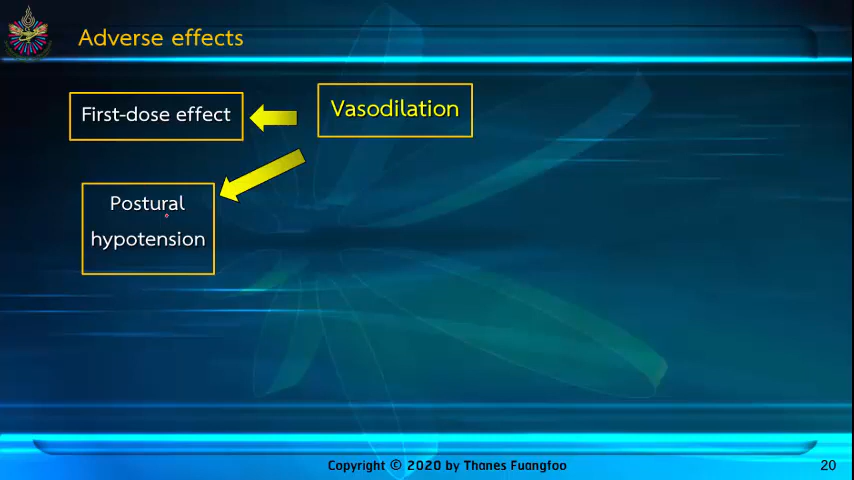 Adverse effects
First-dose effect
Vasodilation
Postural
hypotension
Copyright © 2020 by Thanes Fuangfoo
20